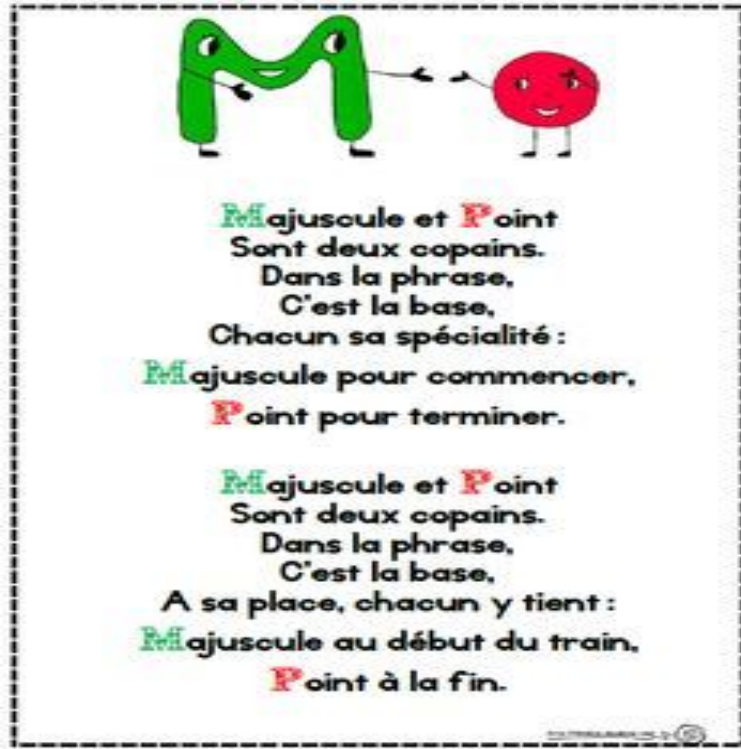 Majuscule et Point
Sont deux copains.
Dans la phrase,
C'est la base,
Chacun sa spécialité :
Majuscule pour commencer,
Point pour terminer.
Majuscule et Point
Sont deux copains.
Dans la phrase,
C'est la base,
A sa place, chacun y tient :
Majuscule au début du train,
Point à la fin.